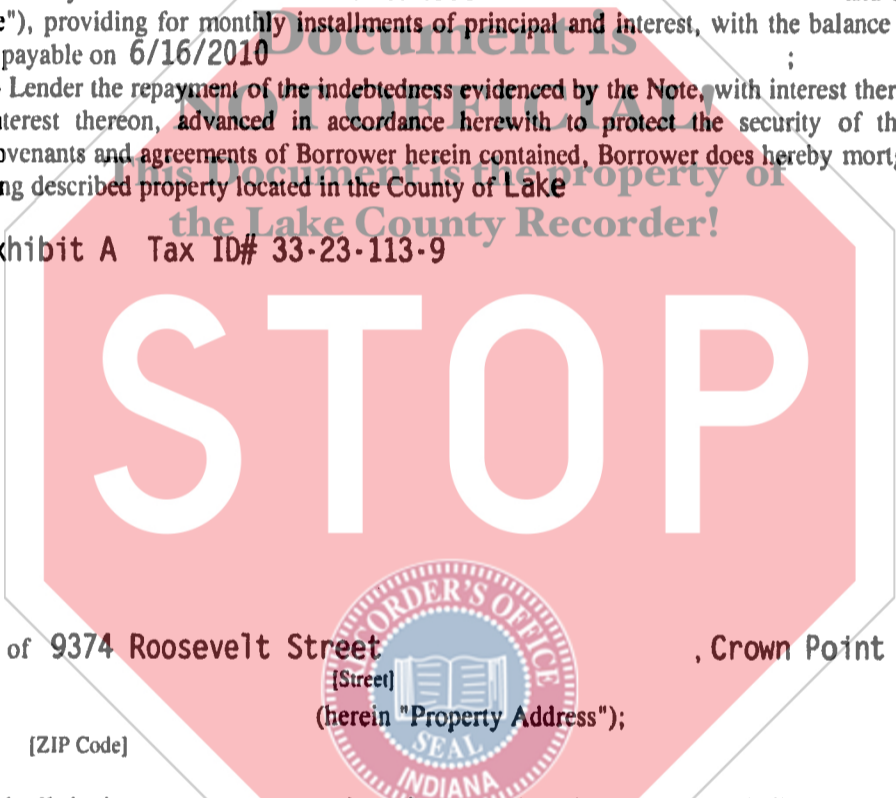 e"), providing for monthly installments of principal and interest, with the balance
payable on 6/16/2010 ;
Document is
Lender the repayment of the indebtedness evidenced by the Note, with interest ther
NOT OFFICIAL!
terest thereon, advanced in accordance herewith to protect the security of th
ovenants and agreements of Borrower herein contained, Borrower does hereby mortg
This Document is the property of
ng described property located in the County of Lake
the Lake County Recorder!
xhibit A Tax ID# 33-23-113-9
STOP
RECORDER'S OFFICE
of 9374 Roosevelt Street , Crown Point
[Street]
(herein "Property Address");
SEAL
[ZIP Code]
INDIANA